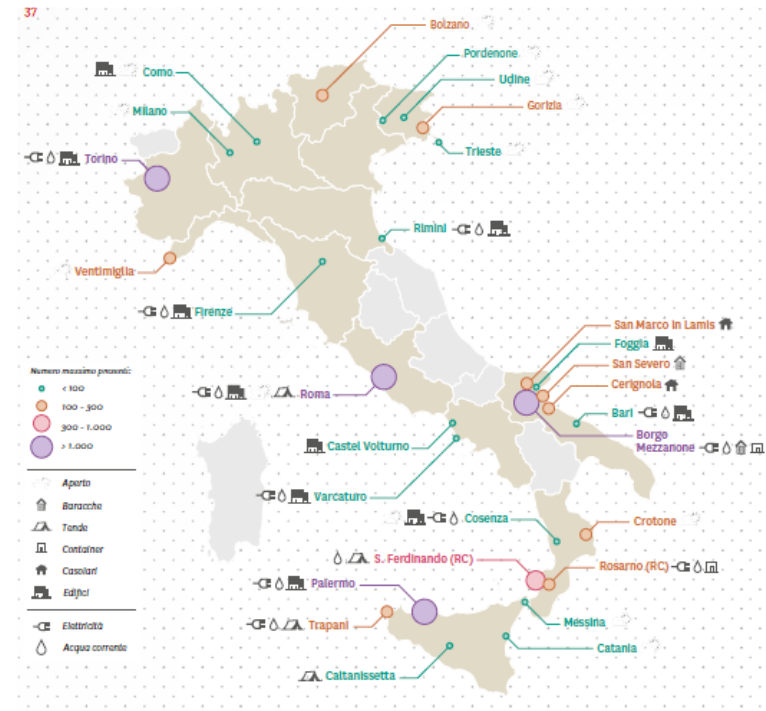 37
Bolzano
Pordenone
Como
Udine
Milano
Gorizia
Trieste
Torino
Rimini
Ventimiglia
Firenze
San Marco in Lamis
Foggia
San Severo
Cerignola
Numero massimo presenti:
< 100
100 - 300
300 - 1.000
> 1.000
Roma
Bari
Borgo
Mezzanone
Castel Volturno
Aperto
Varcaturo
Baracche
Cosenza
Crotone
Tende
Container
S. Ferdinando (RC)
Rosarno (RC)
Casolari
Palermo
Edifici
Elettricità
Trapani
Messina
Acqua corrente
Catania
Caltanissetta